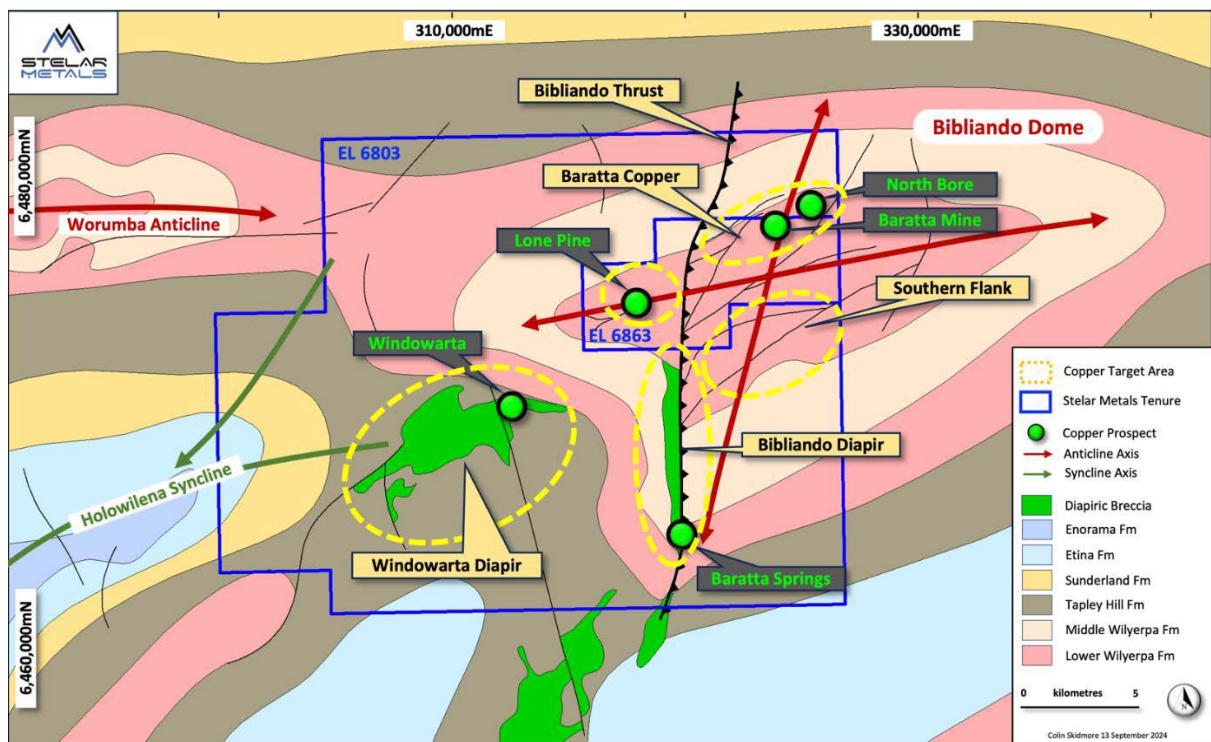 STELAR
METALS
310,000mE
330,000mE
6,480,000mN
6,460,000mN
Bibliando Thrust
Bibliando Dome
EL 6803
Baratta Copper
North Bore
Baratta Mine
Worumba Anticline
Lone Pine
Southern Flank
EL 6863
Windowarta
Bibliando Diapir
Holowilena Syncline
Windowarta Diapir
Baratta Springs
Copper Target Area
Stelar Metals Tenure
Copper Prospect
Anticline Axis
Syncline Axis
Diapiric Breccia
Enorama Fm
Etina Fm
Sunderland Fm
Tapley Hill Fm
Middle Wilyerpa Fm
Lower Wilyerpa Fm
0 kilometres 5
N
Colin Skidmore 13 September 2024